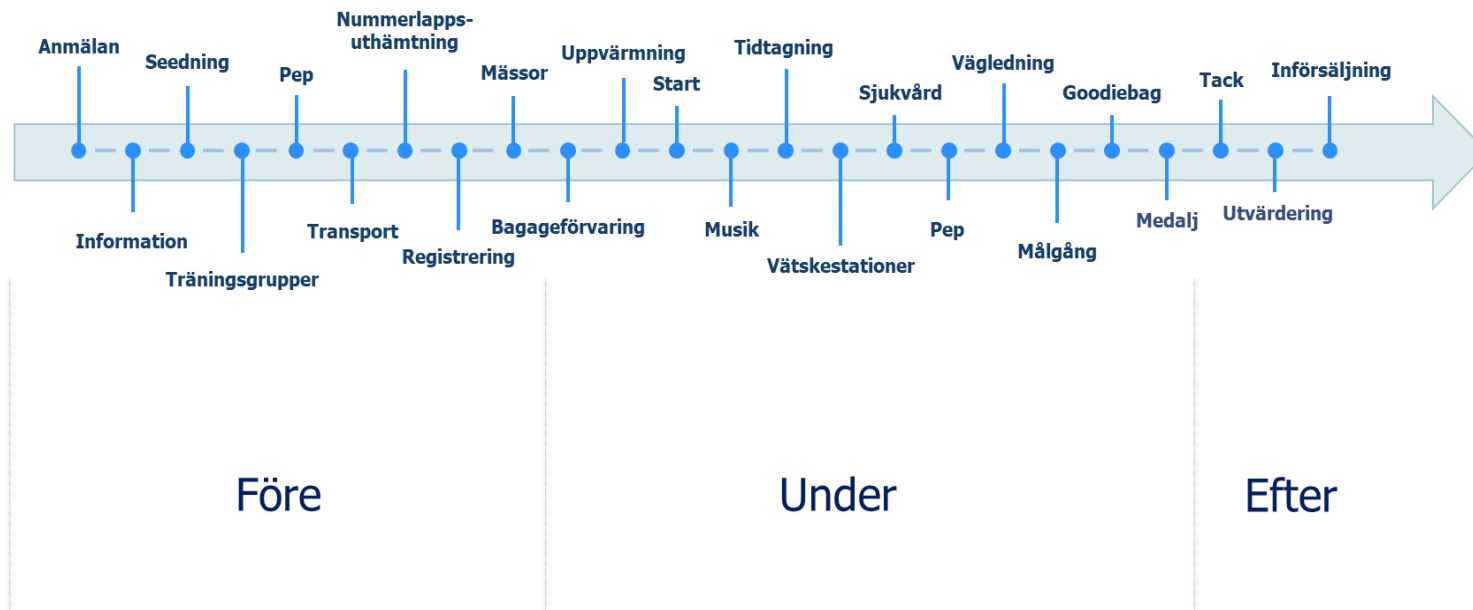 Anmälan
Information
Seedning
Träningsgrupper
Pep
Transport
Nummerlapps-
uthämtning
Registrering
Mässor
Bagageförvaring
Uppvärmning
Start
Musik
Tidtagning
Vätskestationer
Sjukvård
Pep
Vägledning
Målgång
Goodiebag
Medalj
Tack
Utvärdering
Införsäljning
Före
Under
Efter